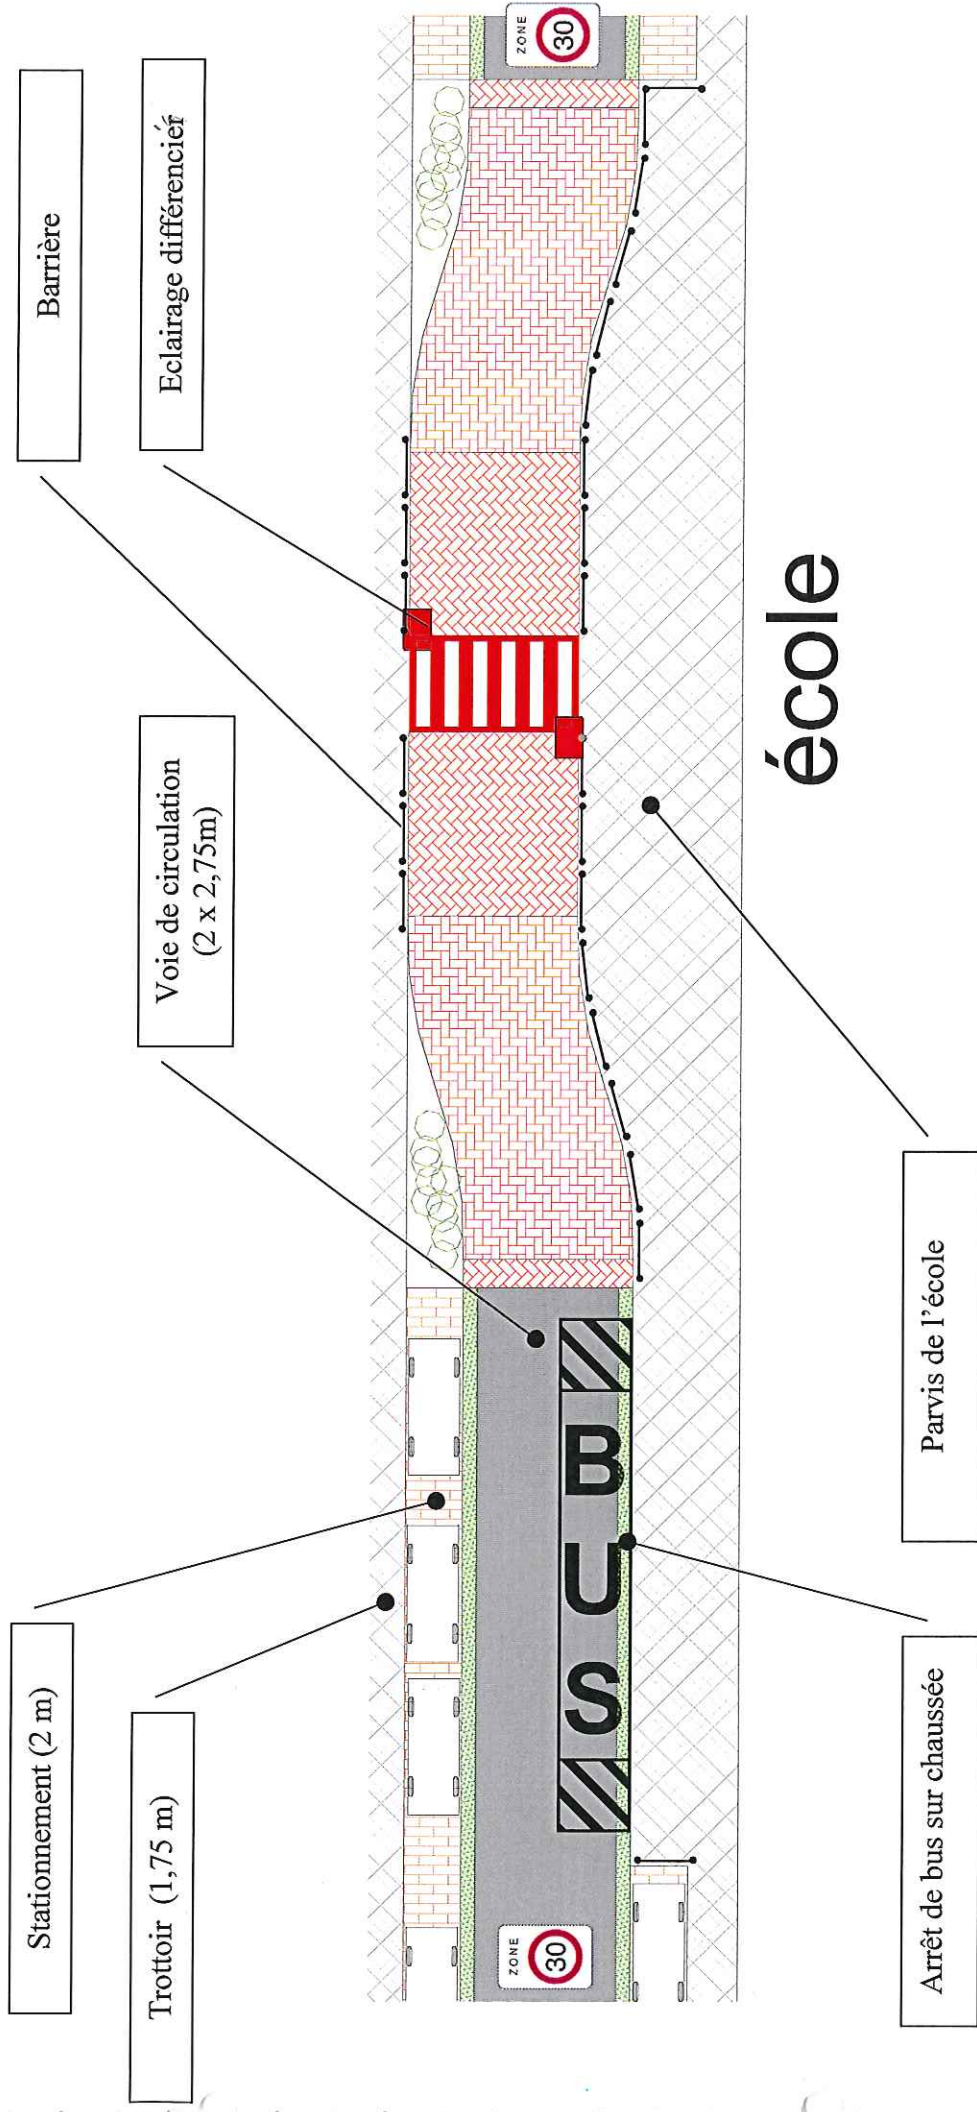 Stationnement (2 m)
Trottoir (1,75 m)
Voie de circulation
(2 x 2,75m)
Barrière
Eclairage différencier
ZONE
30
BUS
ZONE
30
école
Arrêt de bus sur chaussée
Parvis de l'école